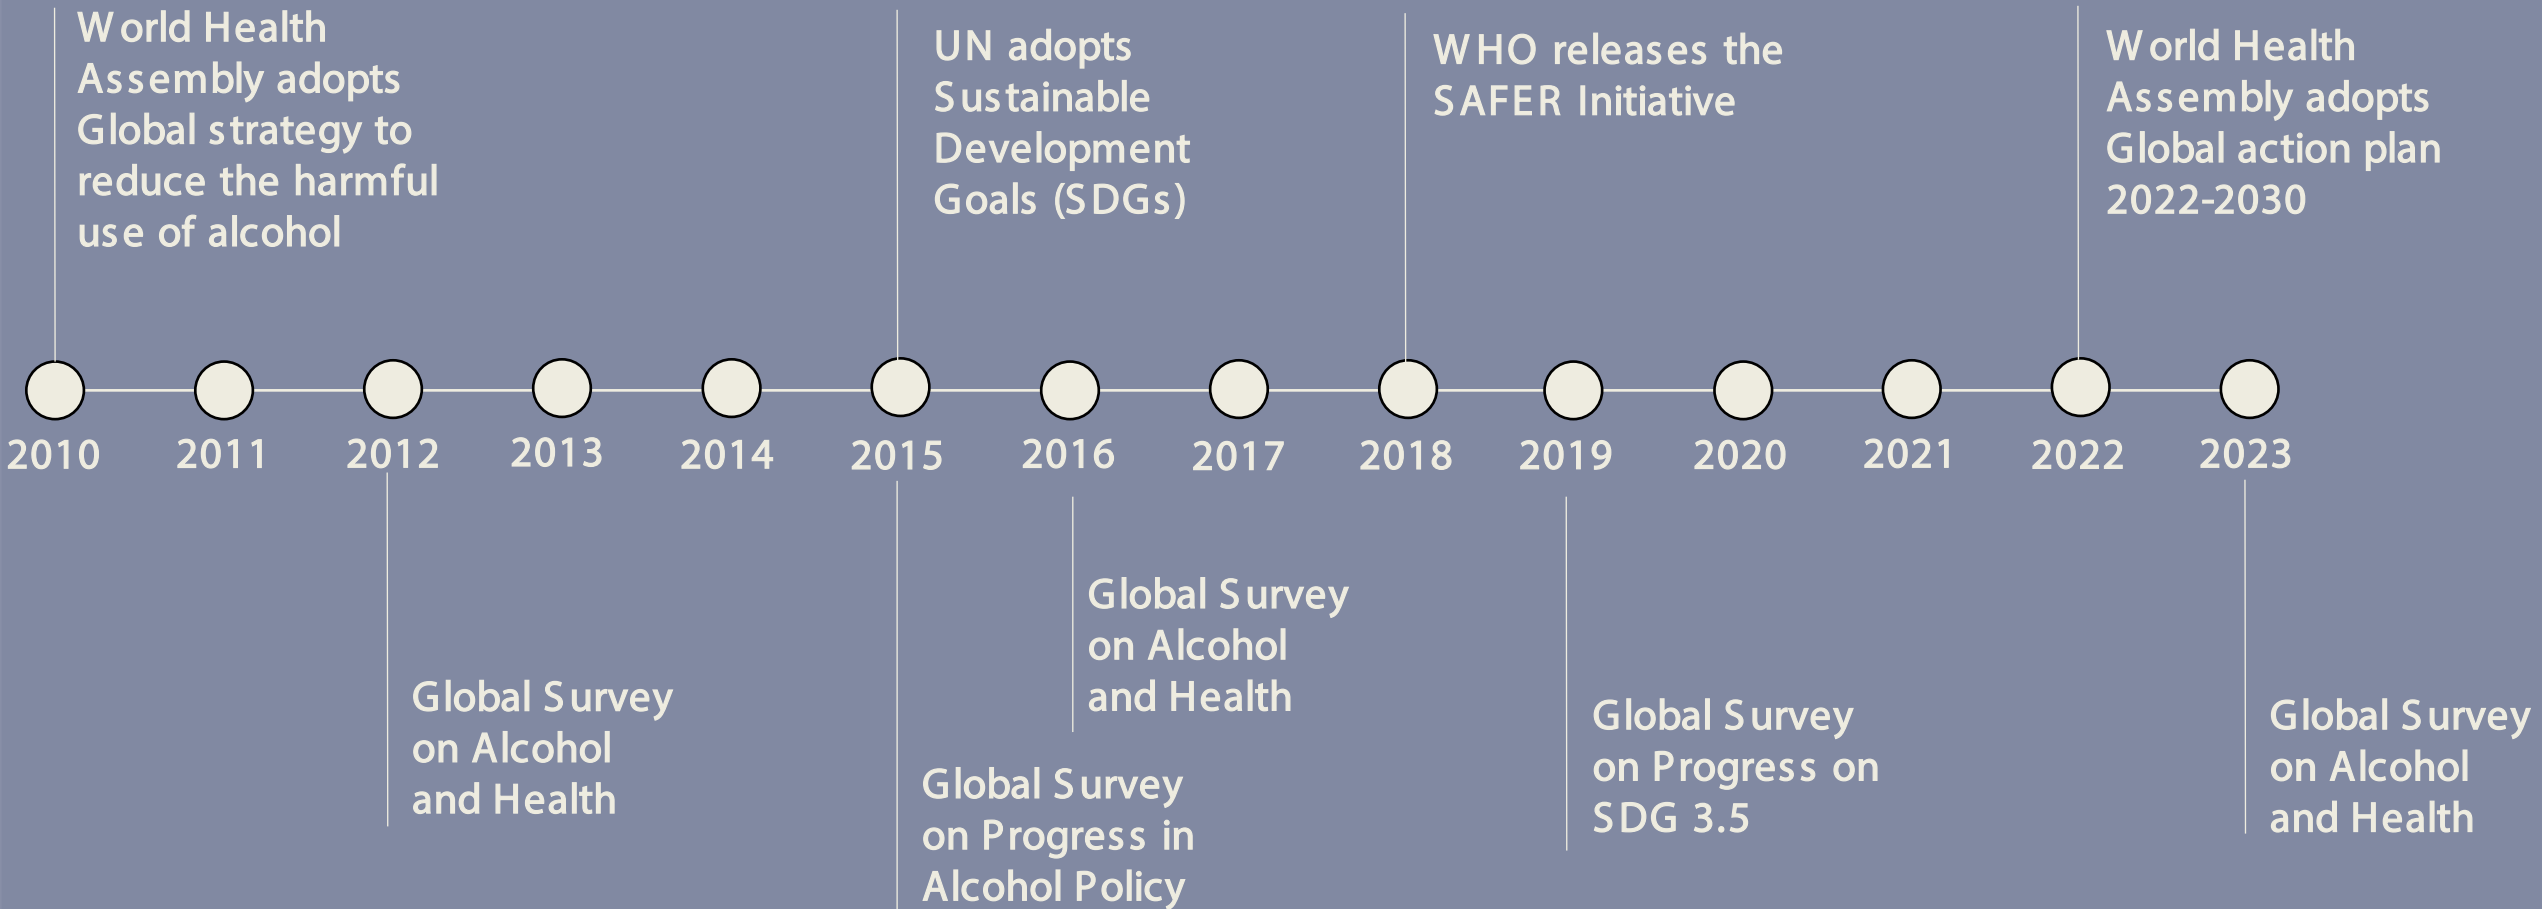 World Health
Assembly adopts
Global strategy to
reduce the harmful
use of alcohol
UN adopts
Sustainable
Development
Goals (SDGs)
WHO releases the
SAFER Initiative
World Health
Assembly adopts
Global action plan
2022-2030
2010 2011 2012 2013 2014 2015 2016 2017 2018 2019 2020 2021 2022 2023
Global Survey
on Alcohol
and Health
Global Survey
on Progress in
Alcohol Policy
Global Survey
on Alcohol
and Health
Global Survey
on Progress on
SDG 3.5
Global Survey
on Alcohol
and Health